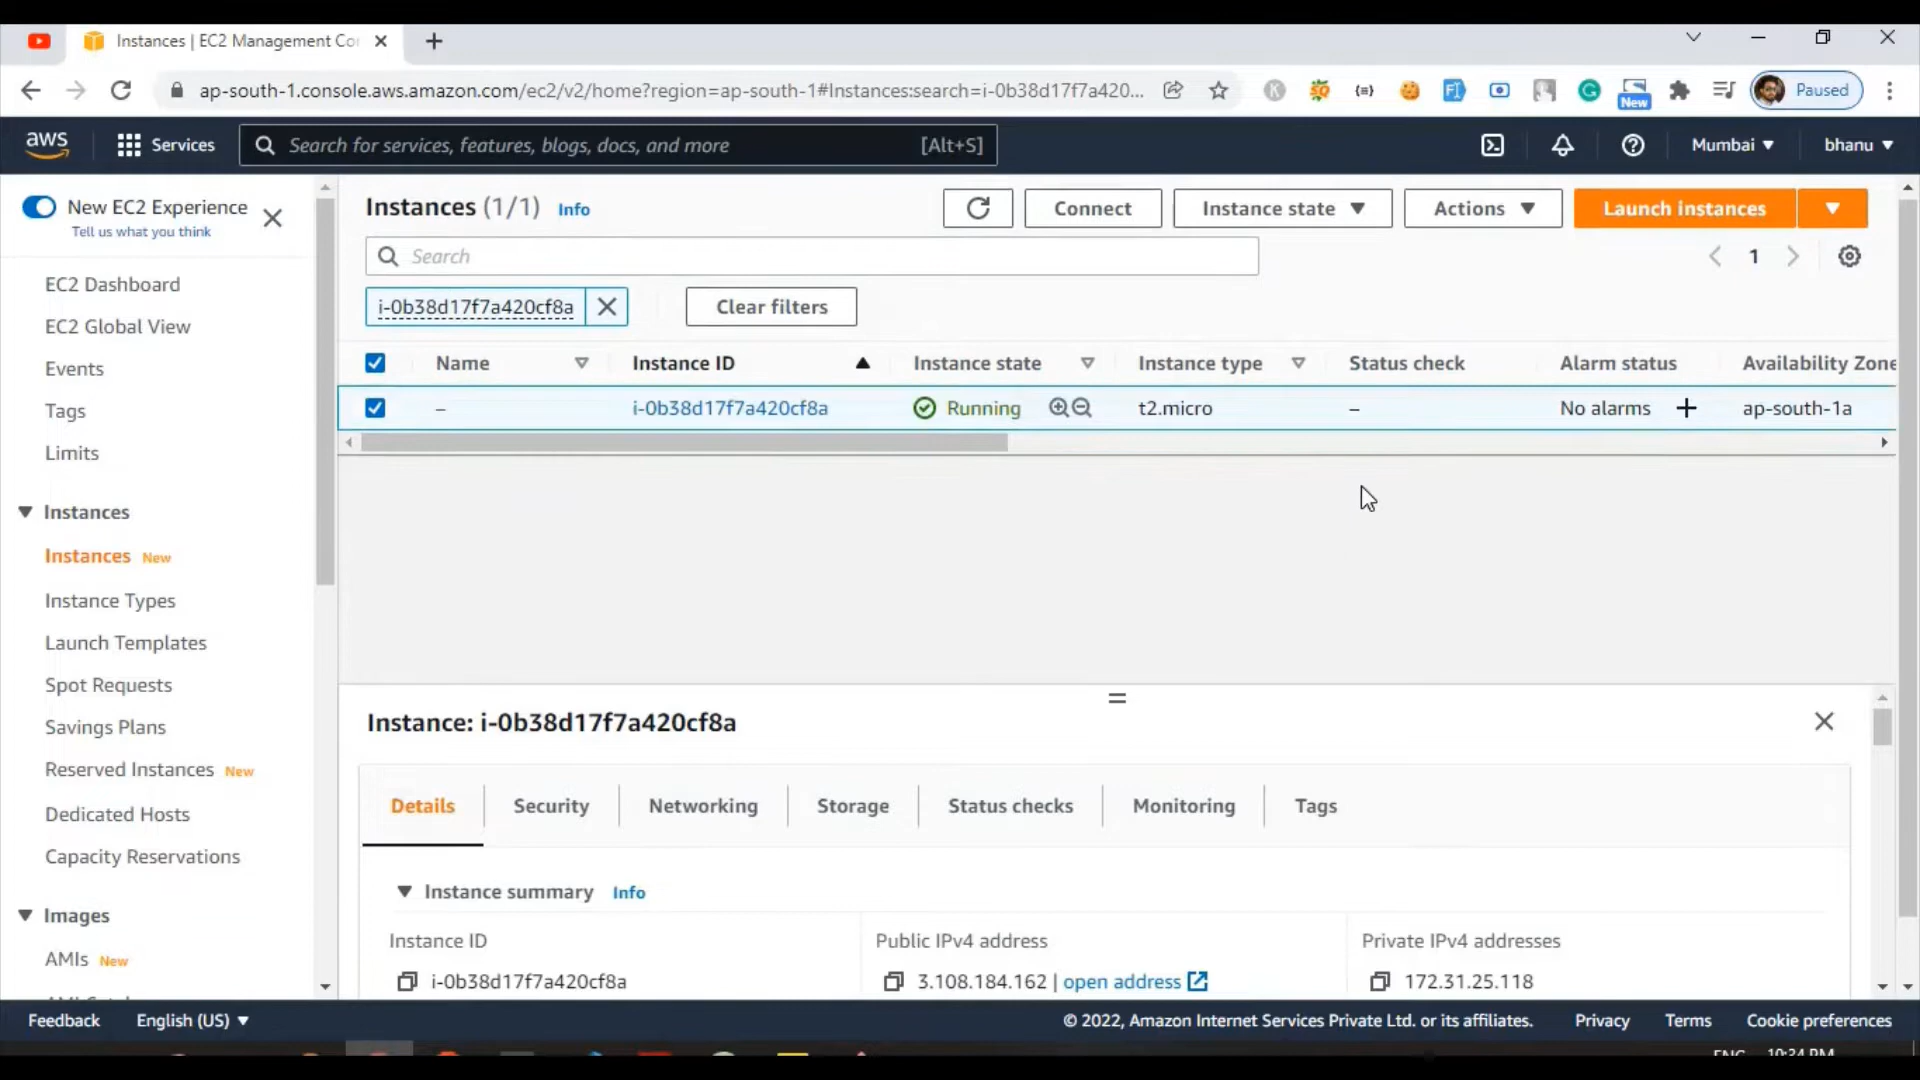 Instances | EC2 Management Co
ap-south-1.console.aws.amazon.com/ec2/v2/home?region=ap-south-1#Instances:search=i-0b38d17f7a420...
New
Paused
aws
Services
Search for services, features, blogs, docs, and more
[Alt+S]
Mumbai
bhanu
New EC2 Experience
Tell us what you think
EC2 Dashboard
EC2 Global View
Events
Tags
Limits
Instances
Instances New
Instance Types
Launch Templates
Spot Requests
Savings Plans
Reserved Instances New
Dedicated Hosts
Capacity Reservations
Images
AMIs New
Instances (1/1) Info
Connect
Instance state
Actions
Launch instances
Search
1
i-0b38d17f7a420cf8a
Clear filters
Name Instance ID Instance state Instance type Status check Alarm status Availability Zone
– i-0b38d17f7a420cf8a Running t2.micro – No alarms + ap-south-1a
Instance: i-0b38d17f7a420cf8a
Details Security Networking Storage Status checks Monitoring Tags
Instance summary Info
Instance ID Public IPv4 address Private IPv4 addresses
i-0b38d17f7a420cf8a 3.108.184.162 | open address 172.31.25.118
Feedback English (US) © 2022, Amazon Internet Services Private Ltd. or its affiliates. Privacy Terms Cookie preferences
ENG 10:34 PM